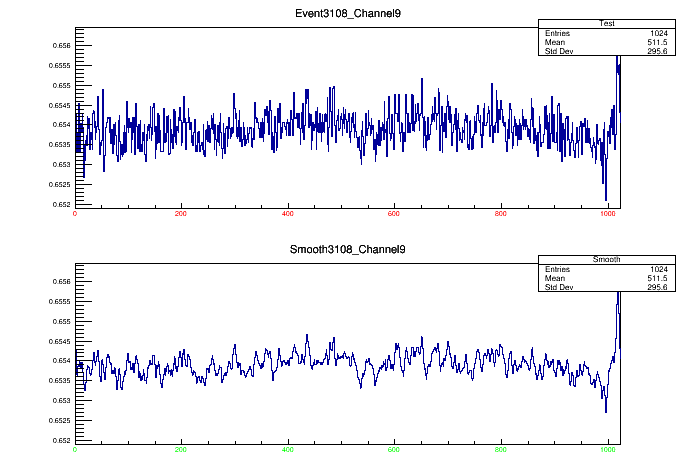 Event3108_Channel9
Test
Entries 1024
Mean 511.5
Std Dev 295.6
0.656
0.6555
0.655
0.6545
0.654
0.6535
0.653
0.6525
0.652
0 200 400 600 800 1000
Smooth3108_Channel9
Smooth
Entries 1024
Mean 511.5
Std Dev 295.6
0.656
0.6555
0.655
0.6545
0.654
0.6535
0.653
0.6525
0.652
0 200 400 600 800 1000